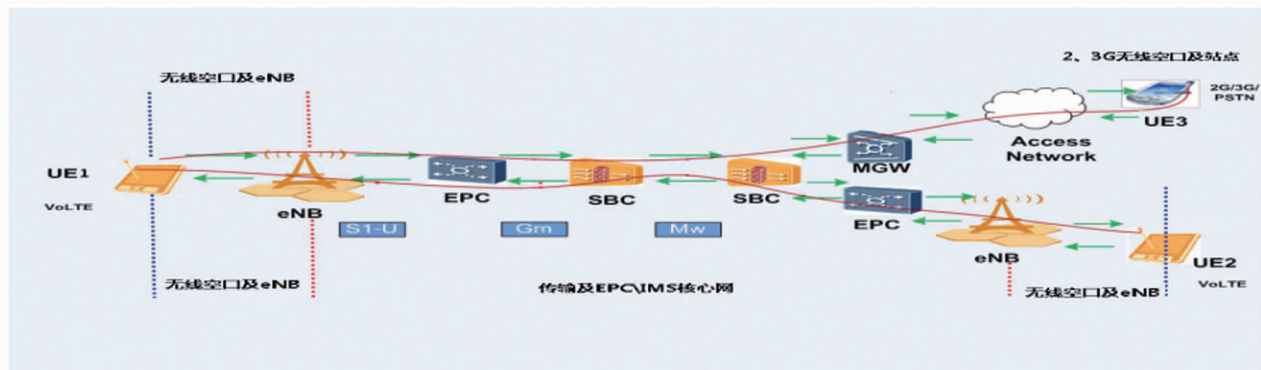 2、3G无线空口及站点
无线空口及eNB
2G/3G/
PSTN
UE3
Access
Network
MGW
UE1
VoLTE
eNB
EPC
SBC
SBC
EPC
S1-U
Gm
Mw
eNB
UE2
VoLTE
无线空口及eNB
传输及EPC\IMS核心网
无线空口及eNB